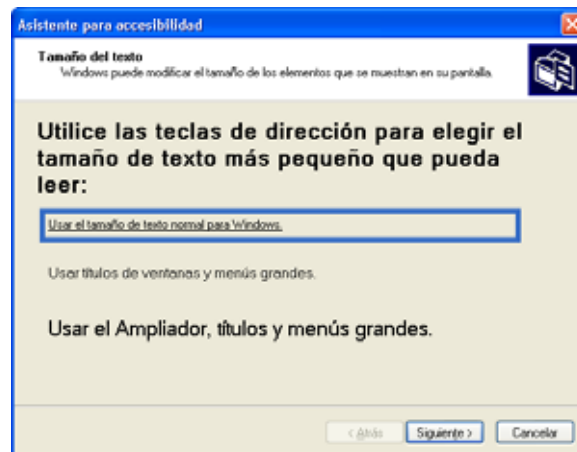 Asistente para accesibilidad
Tamaño del texto
Windows puede modificar el tamaño de los elementos que se muestran en su pantalla.
Utilice las teclas de dirección para elegir el
tamaño de texto más pequeño que pueda
leer:
Usar el tamaño de texto normal para Windows.
Usar títulos de ventanas y menús grandes.
Usar el Ampliador, títulos y menús grandes.
< Atrás Siguiente > Cancelar